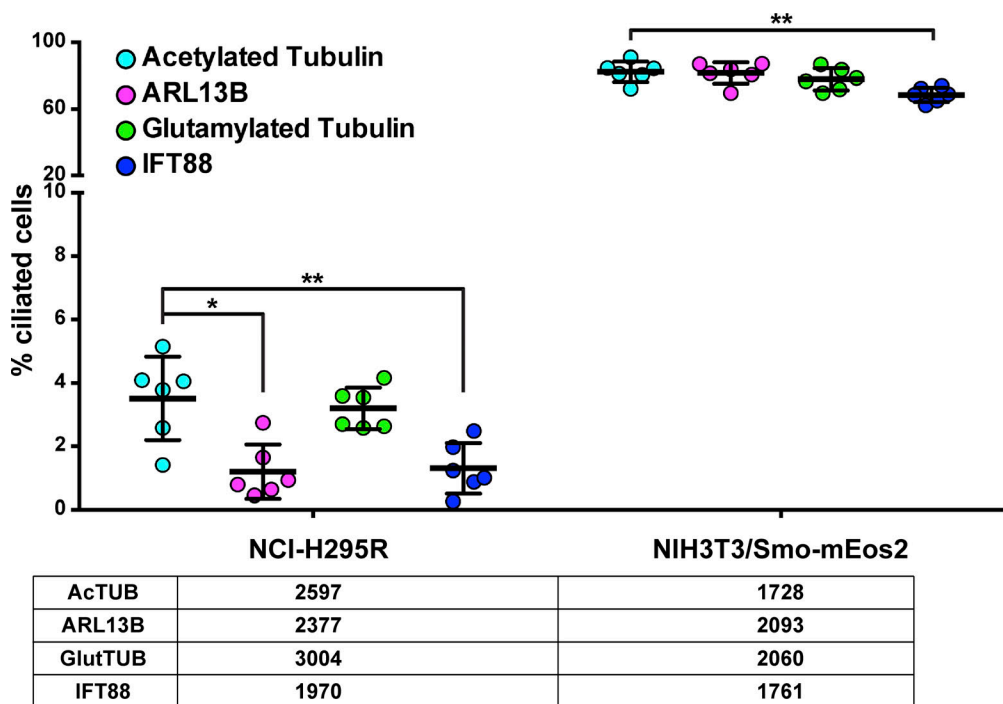 % ciliated cells
100
60
20
10
8
6
4
2
0
Acetylated Tubulin
ARL13B
Glutamylated Tubulin
IFT88
*
**
**
NCI-H295R NIH3T3/Smo-mEos2
AcTUB 2597 1728
ARL13B 2377 2093
GlutTUB 3004 2060
IFT88 1970 1761